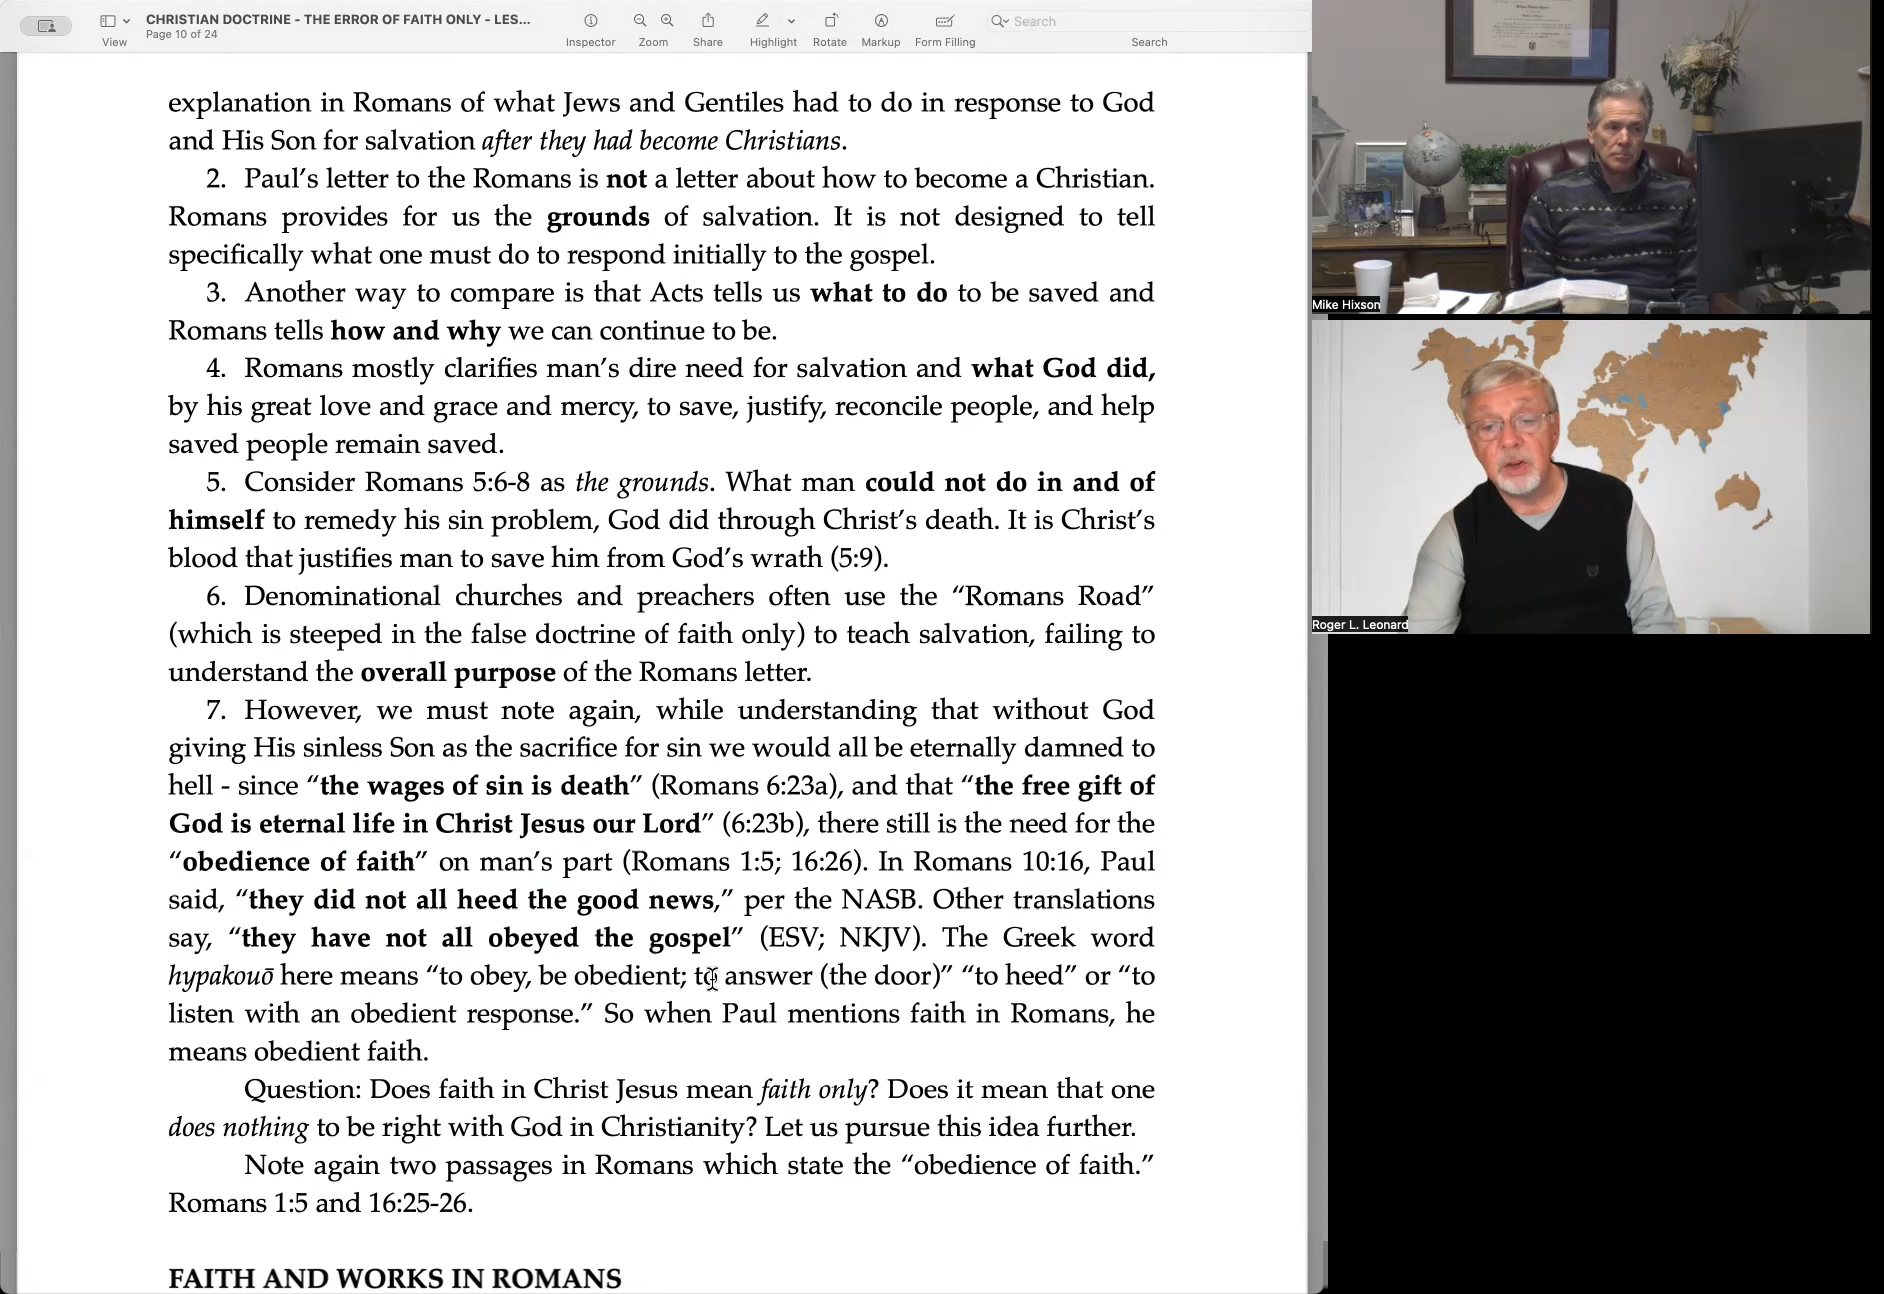 CHRISTIAN DOCTRINE - THE ERROR OF FAITH ONLY - LES...
Page 10 of 24
View
Inspector
Zoom
Share
Highlight
Rotate
Markup
Form Filling
Search
Search
explanation in Romans of what Jews and Gentiles had to do in response to God
and His Son for salvation after they had become Christians.
2. Paul’s letter to the Romans is not a letter about how to become a Christian.
Romans provides for us the grounds of salvation. It is not designed to tell
specifically what one must do to respond initially to the gospel.
3. Another way to compare is that Acts tells us what to do to be saved and
Romans tells how and why we can continue to be.
4. Romans mostly clarifies man’s dire need for salvation and what God did,
by his great love and grace and mercy, to save, justify, reconcile people, and help
saved people remain saved.
5. Consider Romans 5:6-8 as the grounds. What man could not do in and of
himself to remedy his sin problem, God did through Christ’s death. It is Christ’s
blood that justifies man to save him from God’s wrath (5:9).
6. Denominational churches and preachers often use the “Romans Road”
(which is steeped in the false doctrine of faith only) to teach salvation, failing to
understand the overall purpose of the Romans letter.
7. However, we must note again, while understanding that without God
giving His sinless Son as the sacrifice for sin we would all be eternally damned to
hell - since “the wages of sin is death” (Romans 6:23a), and that “the free gift of
God is eternal life in Christ Jesus our Lord” (6:23b), there still is the need for the
“obedience of faith” on man’s part (Romans 1:5; 16:26). In Romans 10:16, Paul
said, “they did not all heed the good news,” per the NASB. Other translations
say, “they have not all obeyed the gospel” (ESV; NKJV). The Greek word
hypakouō here means “to obey, be obedient; to answer (the door)” “to heed” or “to
listen with an obedient response.” So when Paul mentions faith in Romans, he
means obedient faith.
Question: Does faith in Christ Jesus mean faith only? Does it mean that one
does nothing to be right with God in Christianity? Let us pursue this idea further.
Note again two passages in Romans which state the “obedience of faith.”
Romans 1:5 and 16:25-26.
FAITH AND WORKS IN ROMANS
Mike Hixson
Roger L. Leonard